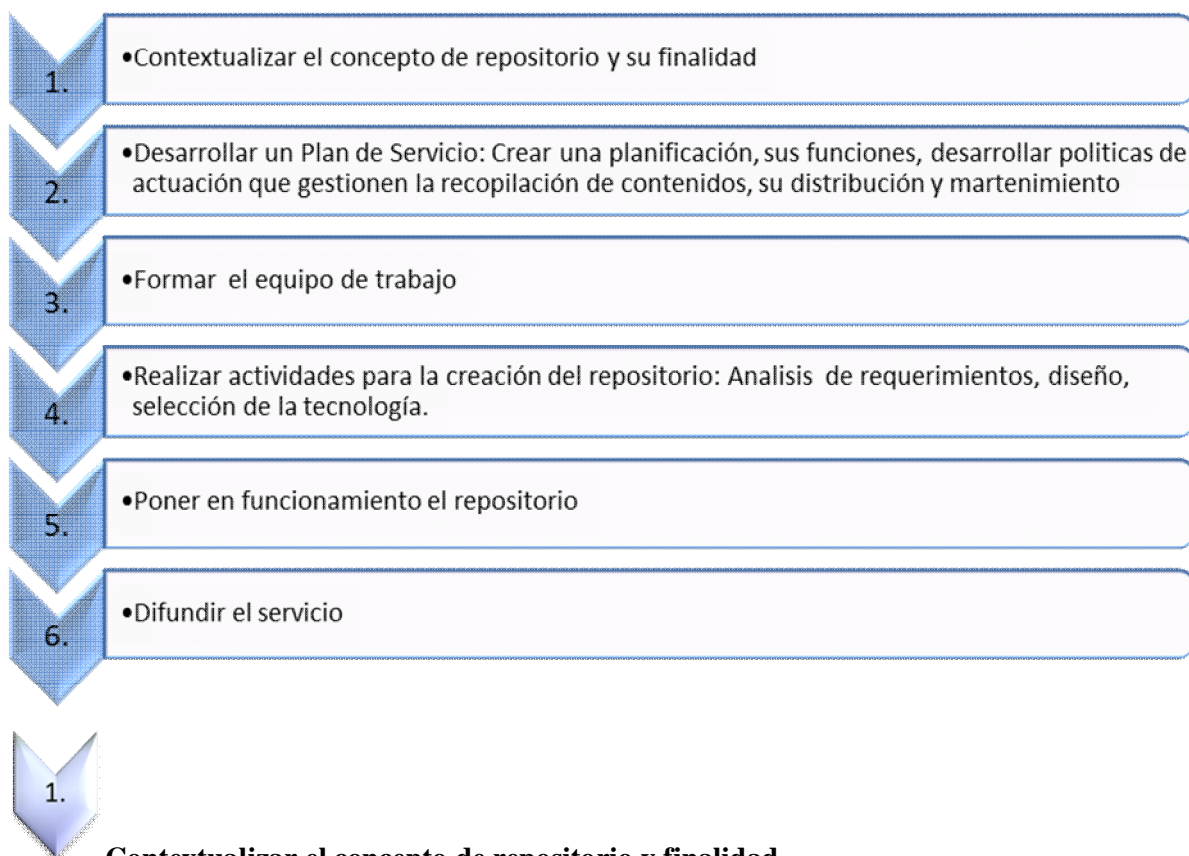 1.
•Contextualizar el concepto de repositorio y su finalidad
2.
•Desarrollar un Plan de Servicio: Crear una planificación, sus funciones, desarrollar politicas de
actuación que gestionen la recopilación de contenidos, su distribución y martenimiento
3.
•Formar el equipo de trabajo
4.
•Realizar actividades para la creación del repositorio: Analisis de requerimientos, diseño,
selección de la tecnología.
5.
•Poner en funcionamiento el repositorio
6.
•Difundir el servicio
1.
Contextualizar el concepto de repositorio y finalidad